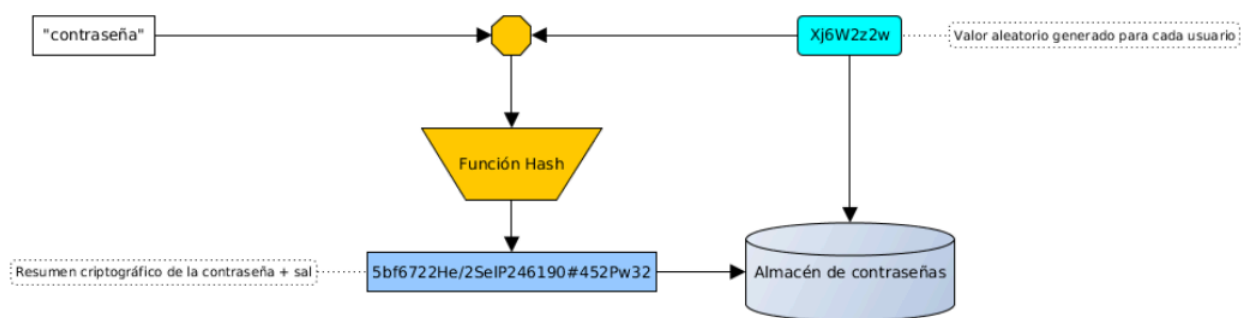 "contraseña"
Xj6W2z2w
Valor aleatorio generado para cada usuario
Función Hash
Resumen criptográfico de la contraseña + sal
5bf6722He/2SelP246190#452Pw32
Almacén de contraseñas